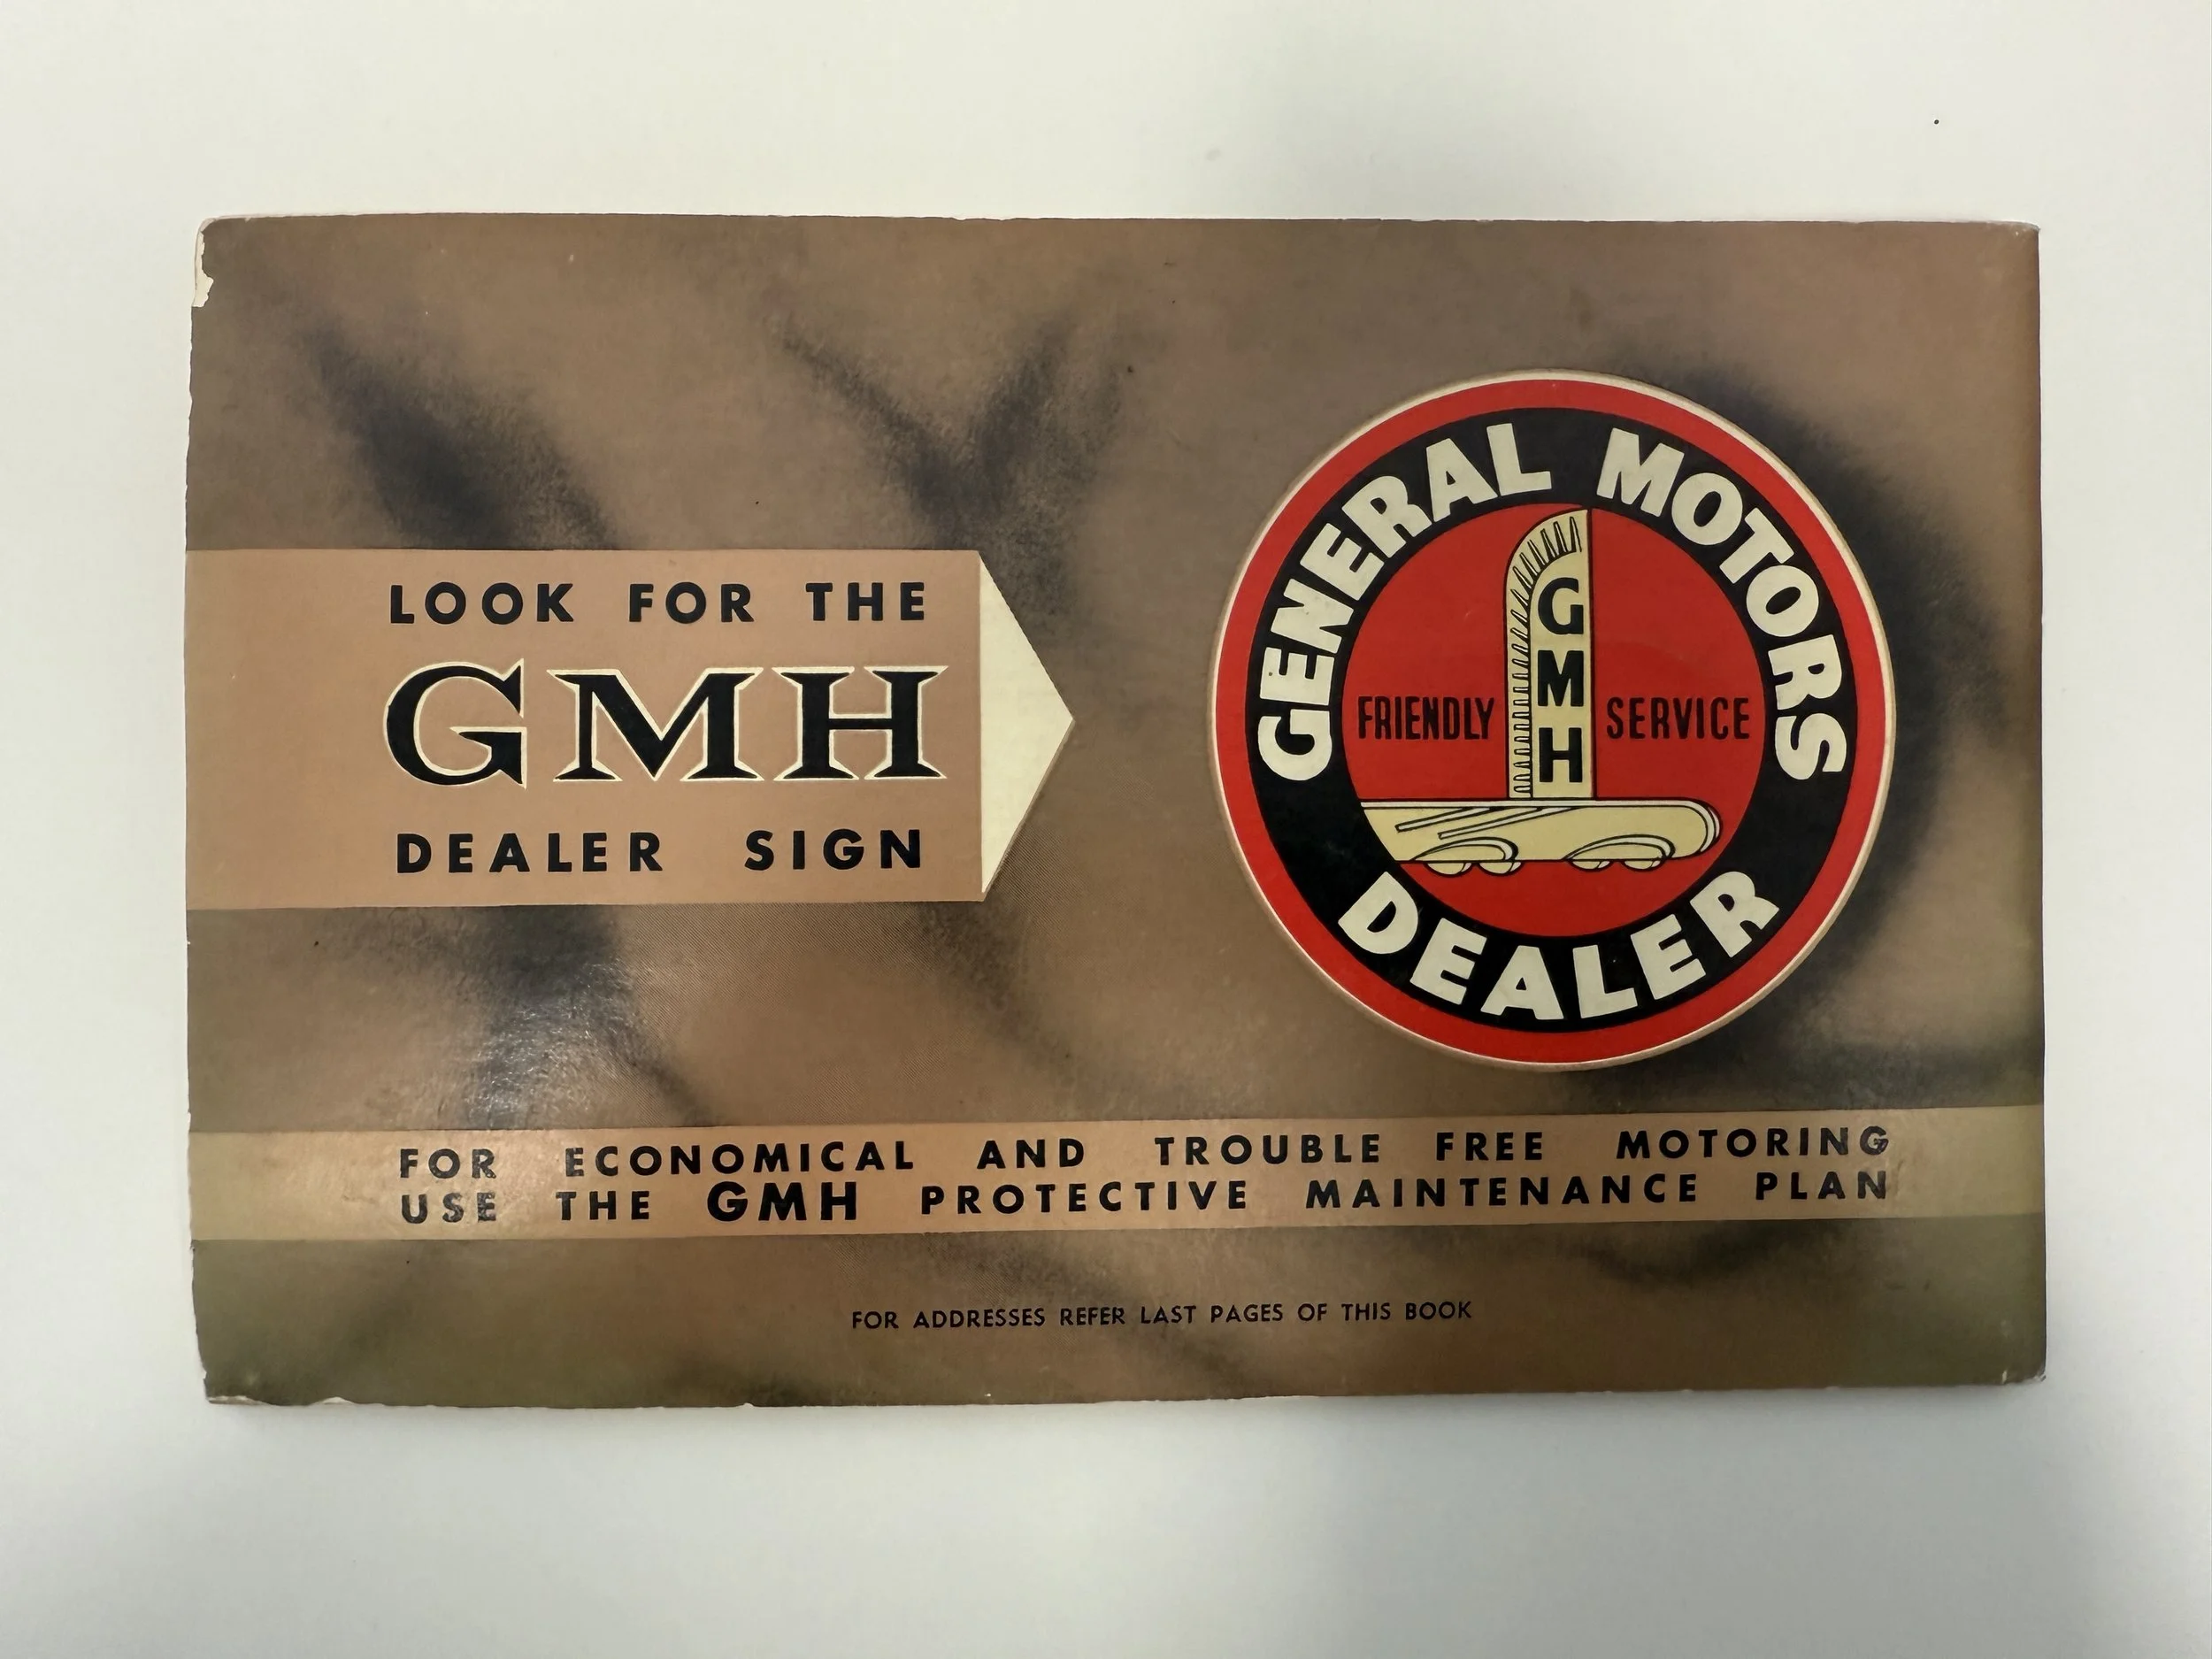 LOOK FOR THE
GMH
DEALER SIGN
GENERAL MOTORS
FRIENDLY GMH SERVICE
DEALER
FOR ECONOMICAL AND TROUBLE FREE MOTORING
USE THE GMH PROTECTIVE MAINTENANCE PLAN
FOR ADDRESSES REFER LAST PAGES OF THIS BOOK